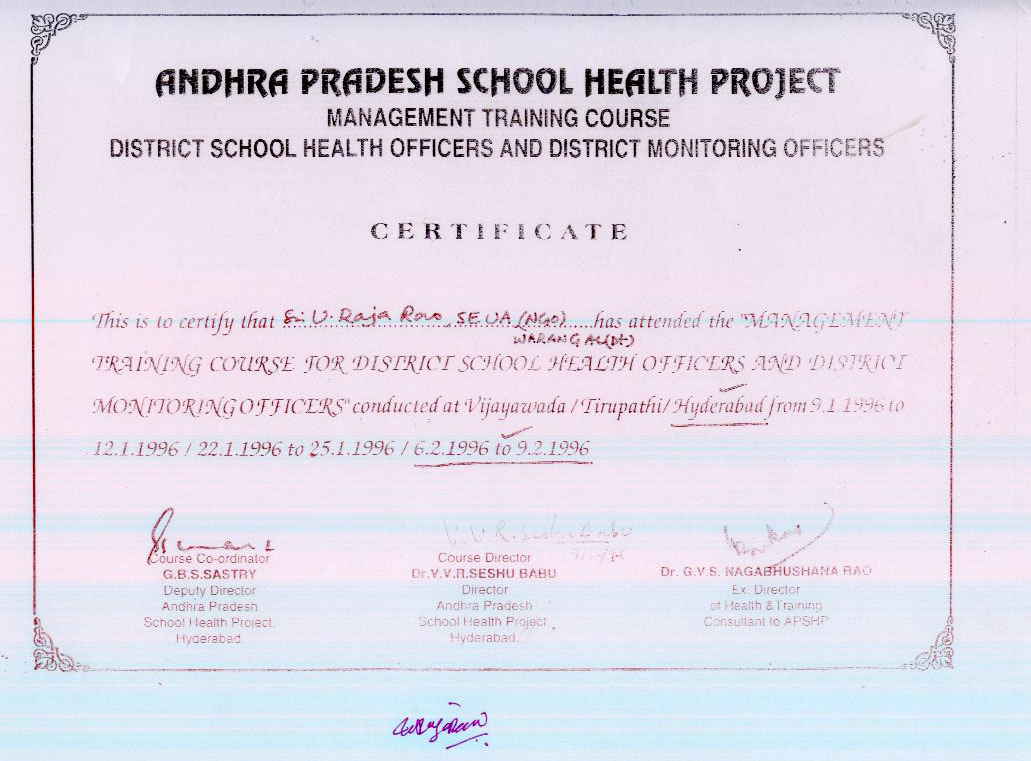 ANDHRA PRADESH SCHOOL HEALTH PROJECT
MANAGEMENT TRAINING COURSE
DISTRICT SCHOOL HEALTH OFFICERS AND DISTRICT MONITORING OFFICERS
CERTIFICATE
This is to certify that Sri U. Raja Rao, SEVA (NGO) has attended the "MANAGEMENT
WARANGAL(Dt)
TRAINING COURSE FOR DISTRICT SCHOOL HEALTH OFFICERS AND DISTRICT
MONITORING OFFICERS" conducted at Vijayawada / Tirupathi/ Hyderabad from 9.1.1996 to
12.1.1996 / 22.1.1996 to 25.1.1996 / 6.2.1996 to 9.2.1996
V.V.R. Seshu Babu
Course Co-ordinator
G.B.S.SASTRY
Deputy Director
Andhra Pradesh
School Health Project.
Hyderabad.
Course Director
Dr.V.V.R.SESHU BABU
Director
Andhra Pradesh
School Health Project
Hyderabad.
Dr. G.V.S. NAGABHUSHANA RAO
Ex. Director
of Health & Training
Consultant to APSHP